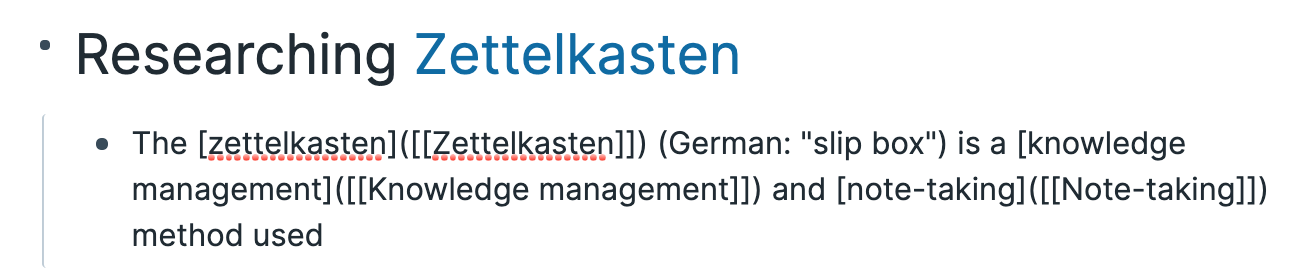 Researching Zettelkasten
The [zettelkasten]([[Zettelkasten]]) (German: "slip box") is a [knowledge
management]([[Knowledge management]]) and [note-taking]([[Note-taking]])
method used